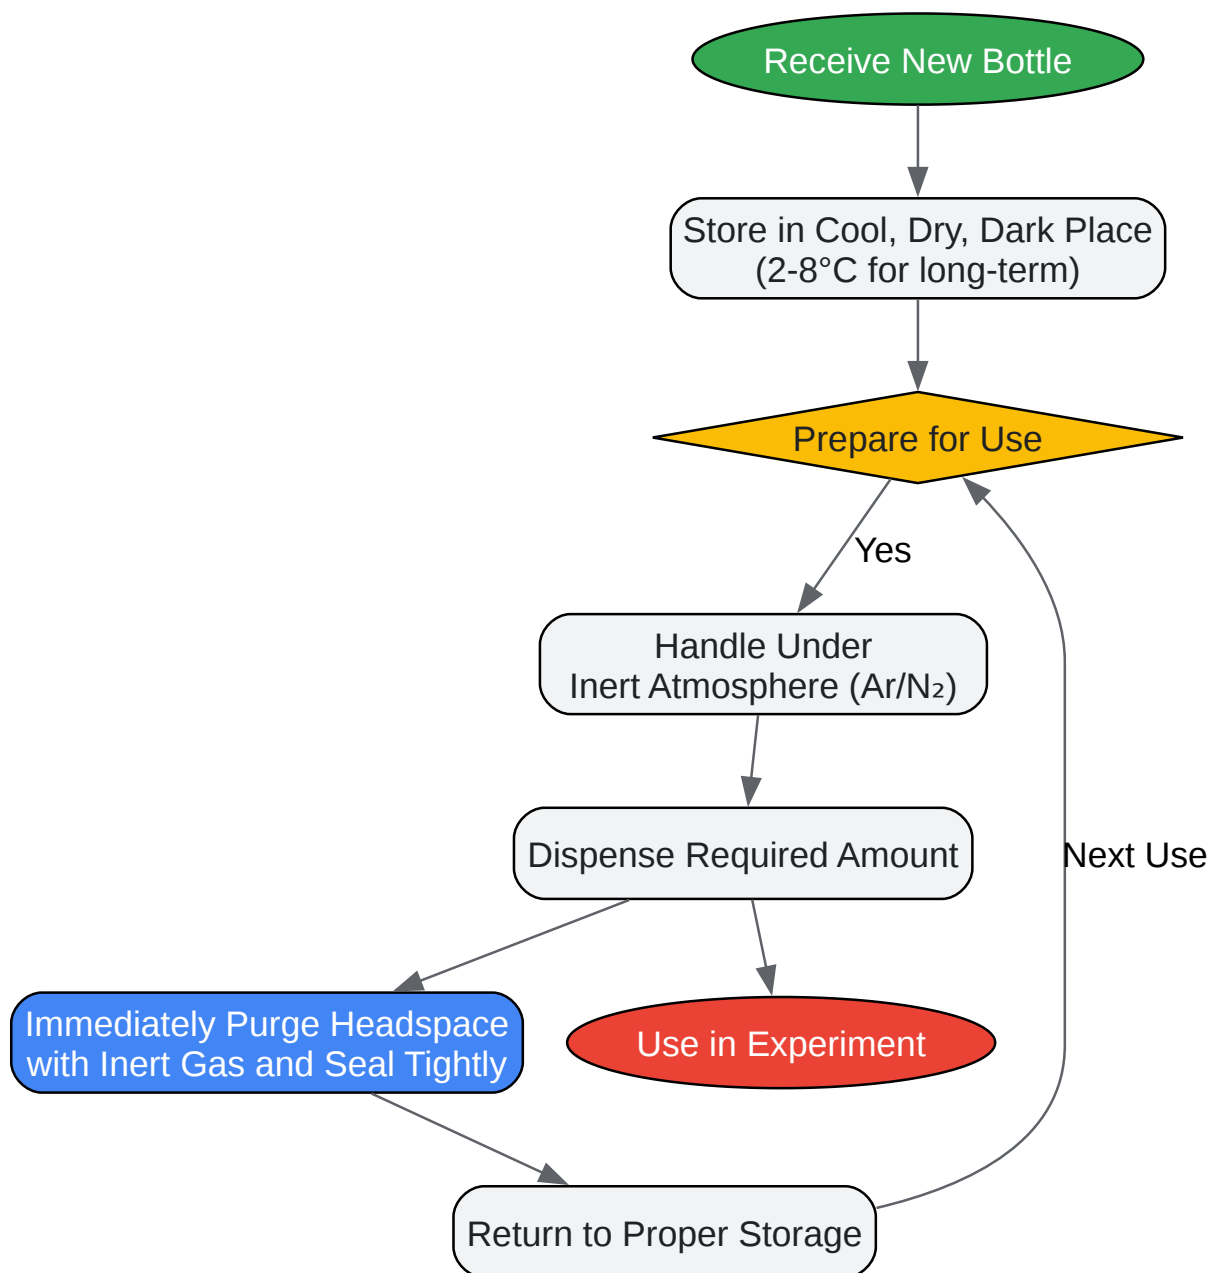 Receive New Bottle
Store in Cool, Dry, Dark Place
(2-8°C for long-term)
Prepare for Use
Yes
Handle Under
Inert Atmosphere (Ar/N₂)
Dispense Required Amount
Next Use
Immediately Purge Headspace
with Inert Gas and Seal Tightly
Use in Experiment
Return to Proper Storage